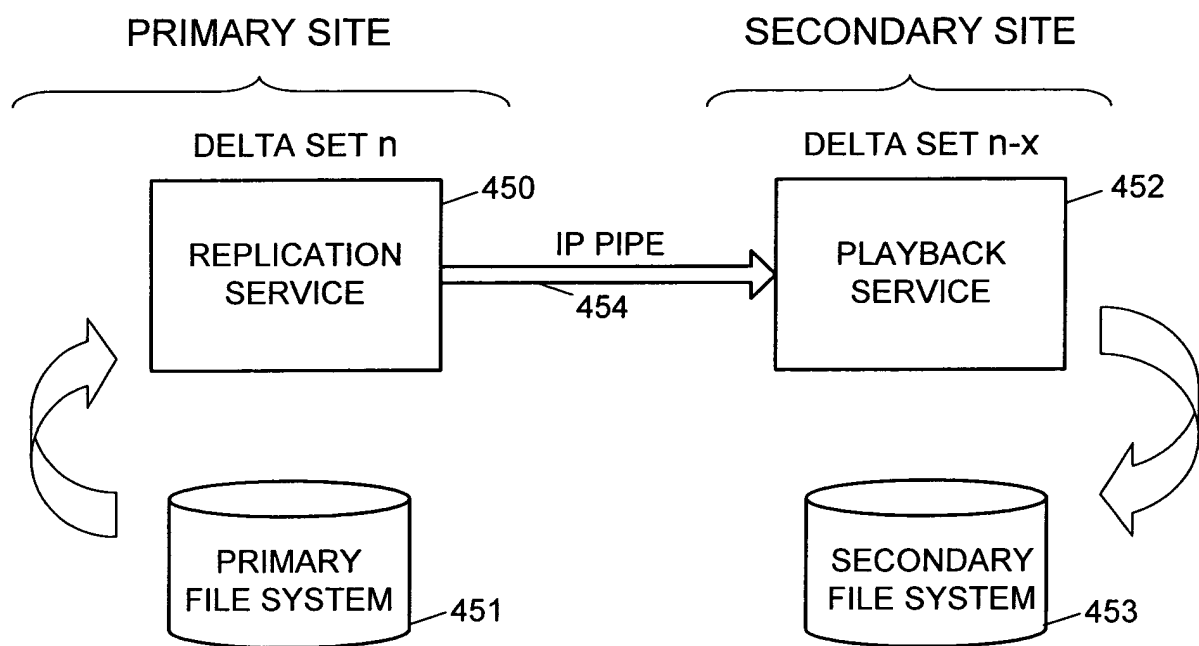 PRIMARY SITE
SECONDARY SITE
DELTA SET n
DELTA SET n-x
450
452
REPLICATION
SERVICE
IP PIPE
454
PLAYBACK
SERVICE
PRIMARY
FILE SYSTEM
451
SECONDARY
FILE SYSTEM
453